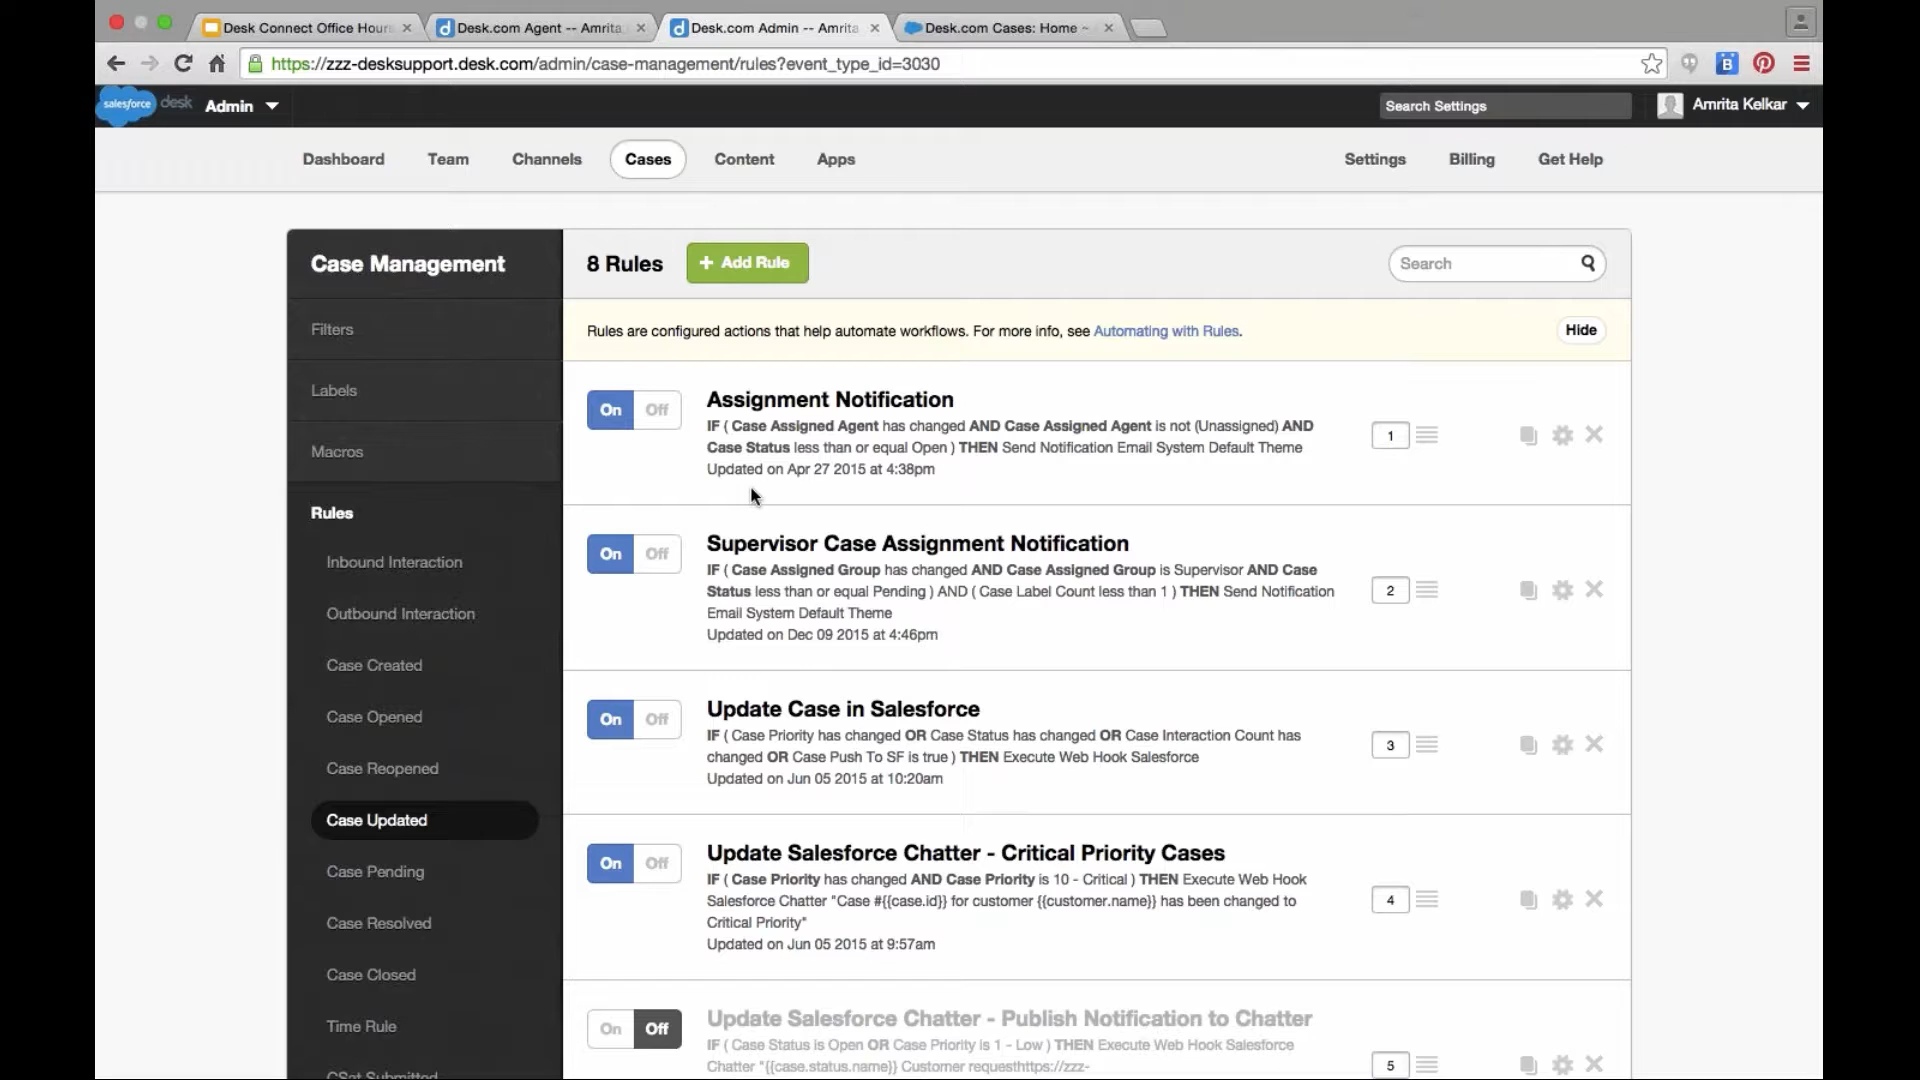 Desk Connect Office Hour
Desk.com Agent -- Amrita
Desk.com Admin -- Amrita
Desk.com Cases: Home ~
https://zzz-desksupport.desk.com/admin/case-management/rules?event_type_id=3030
salesforce desk Admin
Search Settings
Amrita Kelkar
Dashboard Team Channels Cases Content Apps Settings Billing Get Help
Case Management
Filters
Labels
Macros
Rules
Inbound Interaction
Outbound Interaction
Case Created
Case Opened
Case Reopened
Case Updated
Case Pending
Case Resolved
Case Closed
Time Rule
CSat Submitted
8 Rules + Add Rule Search
Rules are configured actions that help automate workflows. For more info, see Automating with Rules. Hide
On Off
Assignment Notification
IF ( Case Assigned Agent has changed AND Case Assigned Agent is not (Unassigned) AND
Case Status less than or equal Open ) THEN Send Notification Email System Default Theme
Updated on Apr 27 2015 at 4:38pm
1
On Off
Supervisor Case Assignment Notification
IF ( Case Assigned Group has changed AND Case Assigned Group is Supervisor AND Case
Status less than or equal Pending ) AND ( Case Label Count less than 1 ) THEN Send Notification
Email System Default Theme
Updated on Dec 09 2015 at 4:46pm
2
On Off
Update Case in Salesforce
IF ( Case Priority has changed OR Case Status has changed OR Case Interaction Count has
changed OR Case Push To SF is true ) THEN Execute Web Hook Salesforce
Updated on Jun 05 2015 at 10:20am
3
On Off
Update Salesforce Chatter - Critical Priority Cases
IF ( Case Priority has changed AND Case Priority is 10 - Critical ) THEN Execute Web Hook
Salesforce Chatter "Case #{{case.id}} for customer {{customer.name}} has been changed to
Critical Priority"
Updated on Jun 05 2015 at 9:57am
4
On Off
Update Salesforce Chatter - Publish Notification to Chatter
IF ( Case Status is Open OR Case Priority is 1 - Low ) THEN Execute Web Hook Salesforce
Chatter "{{case.status.name}} Customer requesthttps://zzz-
5